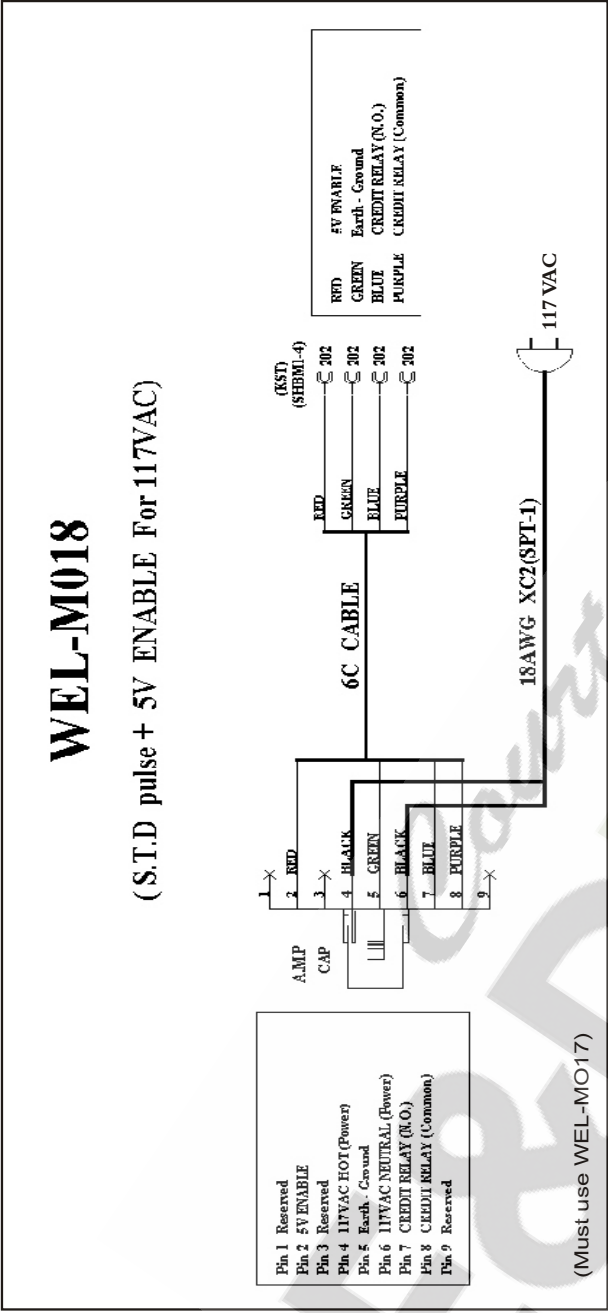 WEL-M018
( S.T.D pulse + 5V ENABLE For 117VAC)
Pin 1 Reserved
Pin 2 5V ENABLE
Pin 3 Reserved
Pin 4 117VAC HOT (Power)
Pin 5 Earth - Ground
Pin 6 117VAC NEUTRAL (Power)
Pin 7 CREDIT RELAY (N.O.)
Pin 8 CREDIT RELAY (Common)
Pin 9 Reserved
A.M.P
CAP
1
2 RED
3
4 BLACK
5 GREEN
6 BLACK
7 BLUE
8 PURPLE
9
6C CABLE
18AWG XC2(SPT-1)
(KST)
(SHBM1-4)
RED 202
GREEN 202
BLUE 202
PURPLE 202
RED 5V ENABLE
GREEN Earth - Ground
BLUE CREDIT RELAY (N.O.)
PURPLE CREDIT RELAY (Common)
117 VAC
(Must use WEL-MO17)
E&D
Court